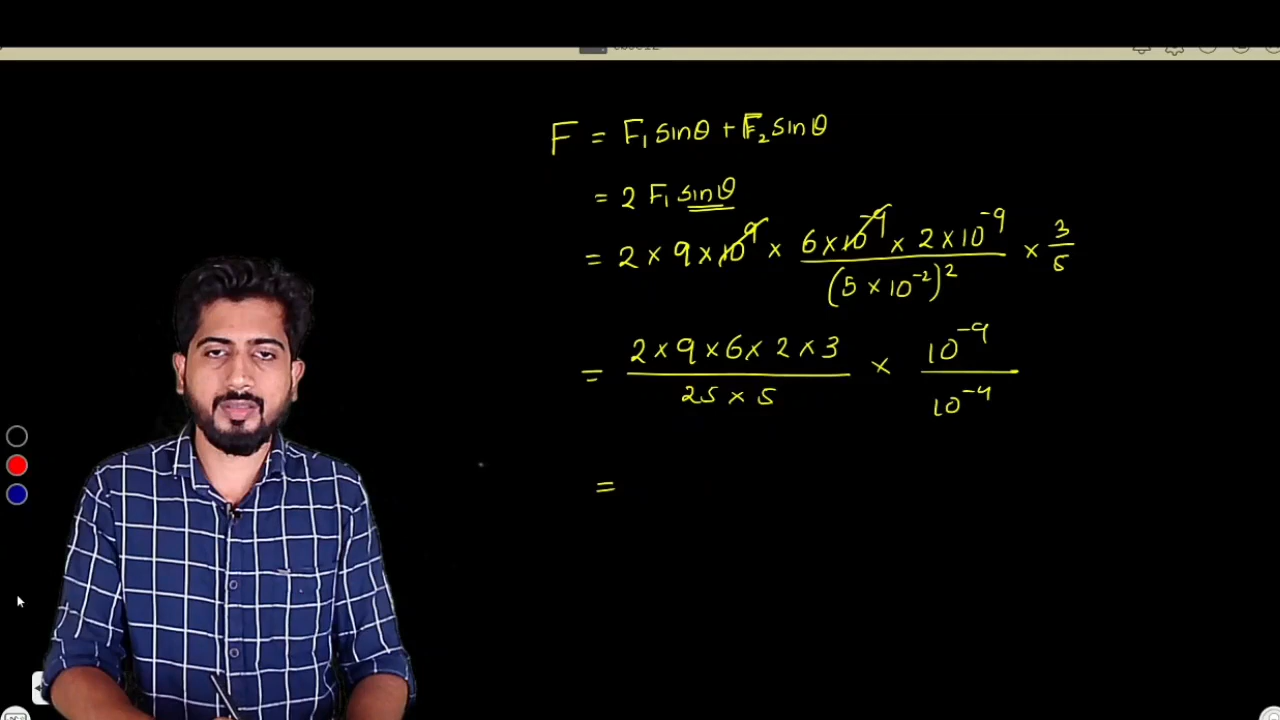 F = F₁ sinθ + F₂ sinθ
= 2 F₁ sinθ
= 2 × 9 × 10⁹ × (6 × 10⁻⁹ × 2 × 10⁻⁹) / (5 × 10⁻²)² × 3/5
= (2 × 9 × 6 × 2 × 3) / (25 × 5) × 10⁻⁹ / 10⁻⁴
=